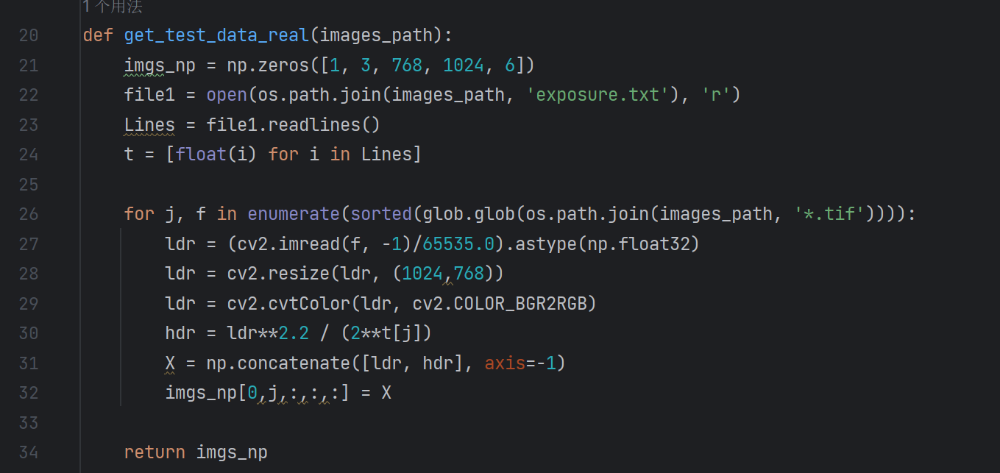 1 个用法
20 def get_test_data_real(images_path):
21     imgs_np = np.zeros([1, 3, 768, 1024, 6])
22     file1 = open(os.path.join(images_path, 'exposure.txt'), 'r')
23     Lines = file1.readlines()
24     t = [float(i) for i in Lines]
25
26     for j, f in enumerate(sorted(glob.glob(os.path.join(images_path, '*.tif')))):
27         ldr = (cv2.imread(f, -1)/65535.0).astype(np.float32)
28         ldr = cv2.resize(ldr, (1024,768))
29         ldr = cv2.cvtColor(ldr, cv2.COLOR_BGR2RGB)
30         hdr = ldr**2.2 / (2**t[j])
31         X = np.concatenate([ldr, hdr], axis=-1)
32         imgs_np[0,j,:,:,:] = X
33
34     return imgs_np